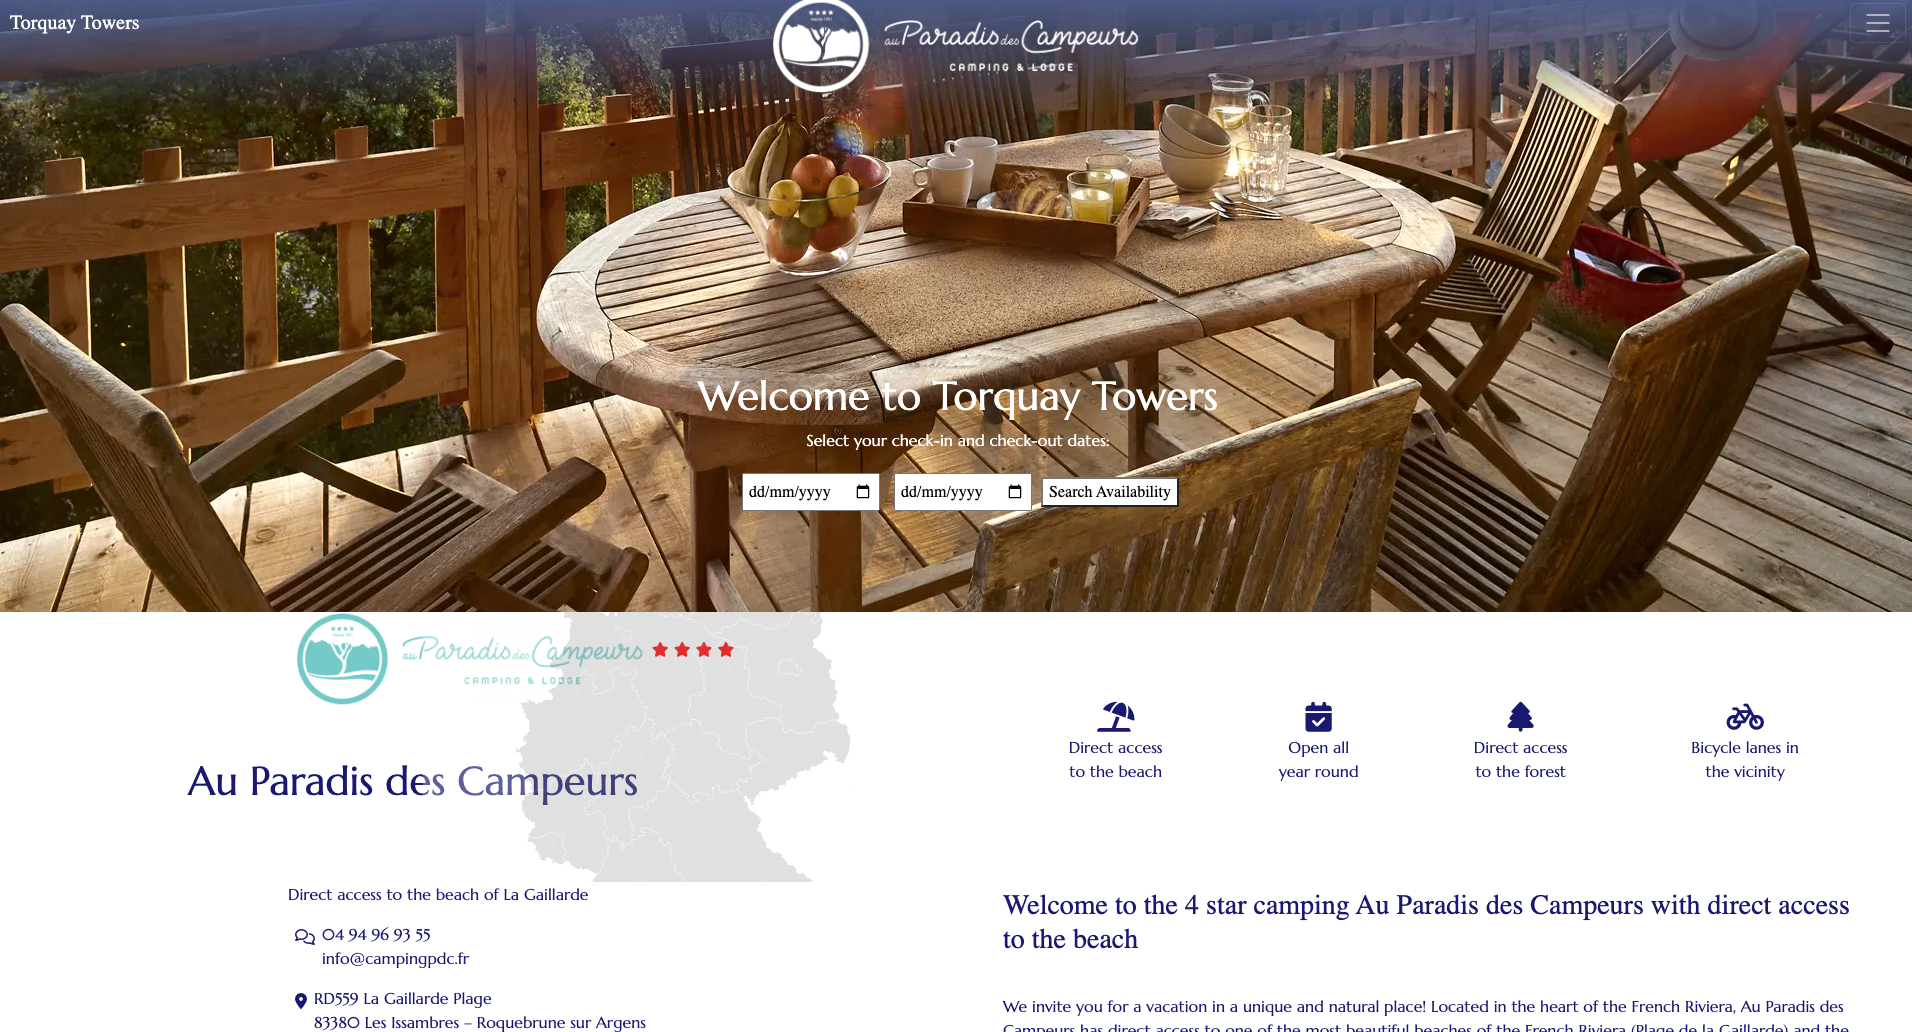 Torquay Towers
au Paradis des Campeurs
CAMPING & LODGE
Welcome to Torquay Towers
Select your check-in and check-out dates:
dd/mm/yyyy
dd/mm/yyyy
Search Availability
au Paradis des Campeurs
CAMPING & LODGE
Direct access
to the beach
Open all
year round
Direct access
to the forest
Bicycle lanes in
the vicinity
Au Paradis des Campeurs
Direct access to the beach of La Gaillarde
04 94 96 93 55
info@campingpdc.fr
RD559 La Gaillarde Plage
83380 Les Issambres – Roquebrune sur Argens
Welcome to the 4 star camping Au Paradis des Campeurs with direct access
to the beach
We invite you for a vacation in a unique and natural place! Located in the heart of the French Riviera, Au Paradis des
Campeurs has direct access to one of the most beautiful beaches of the French Riviera (Plage de la Gaillarde) and the